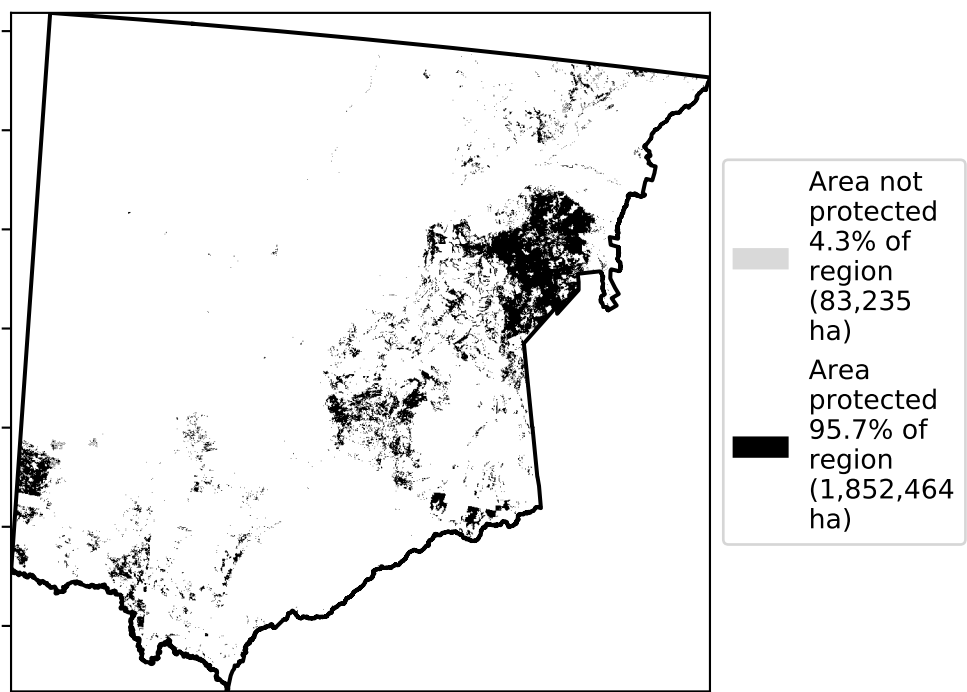 Area not
protected
4.3% of
region
(83,235
ha)
Area
protected
95.7% of
region
(1,852,464
ha)